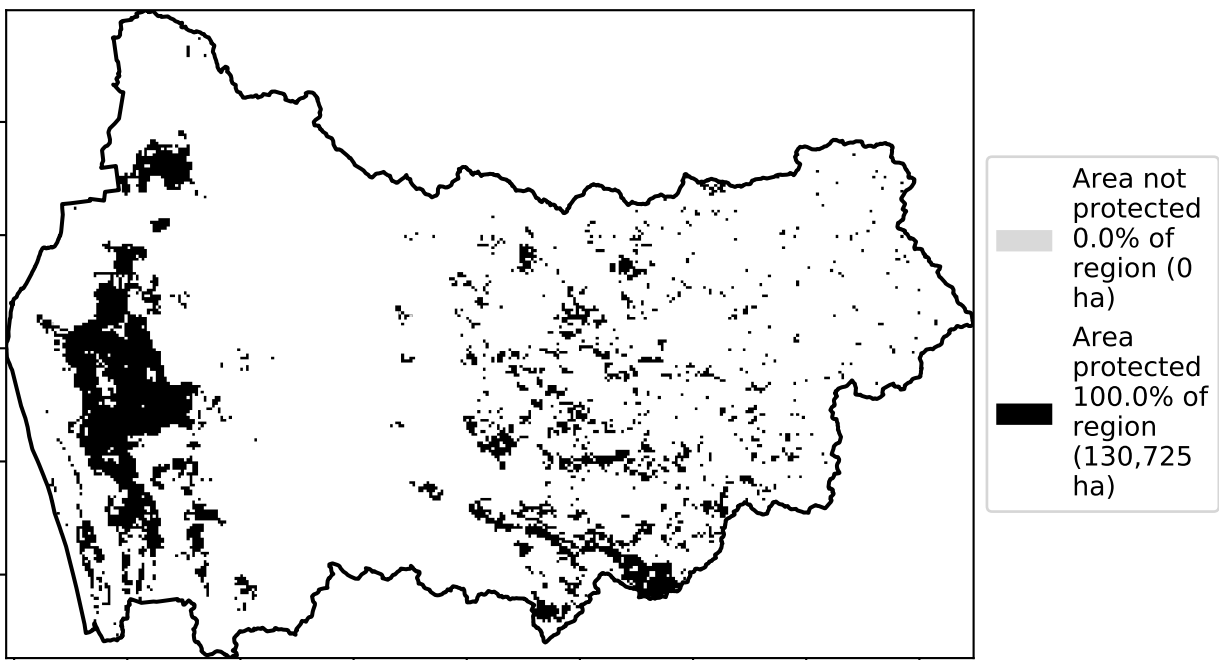 Area not
protected
0.0% of
region (0
ha)
Area
protected
100.0% of
region
(130,725
ha)